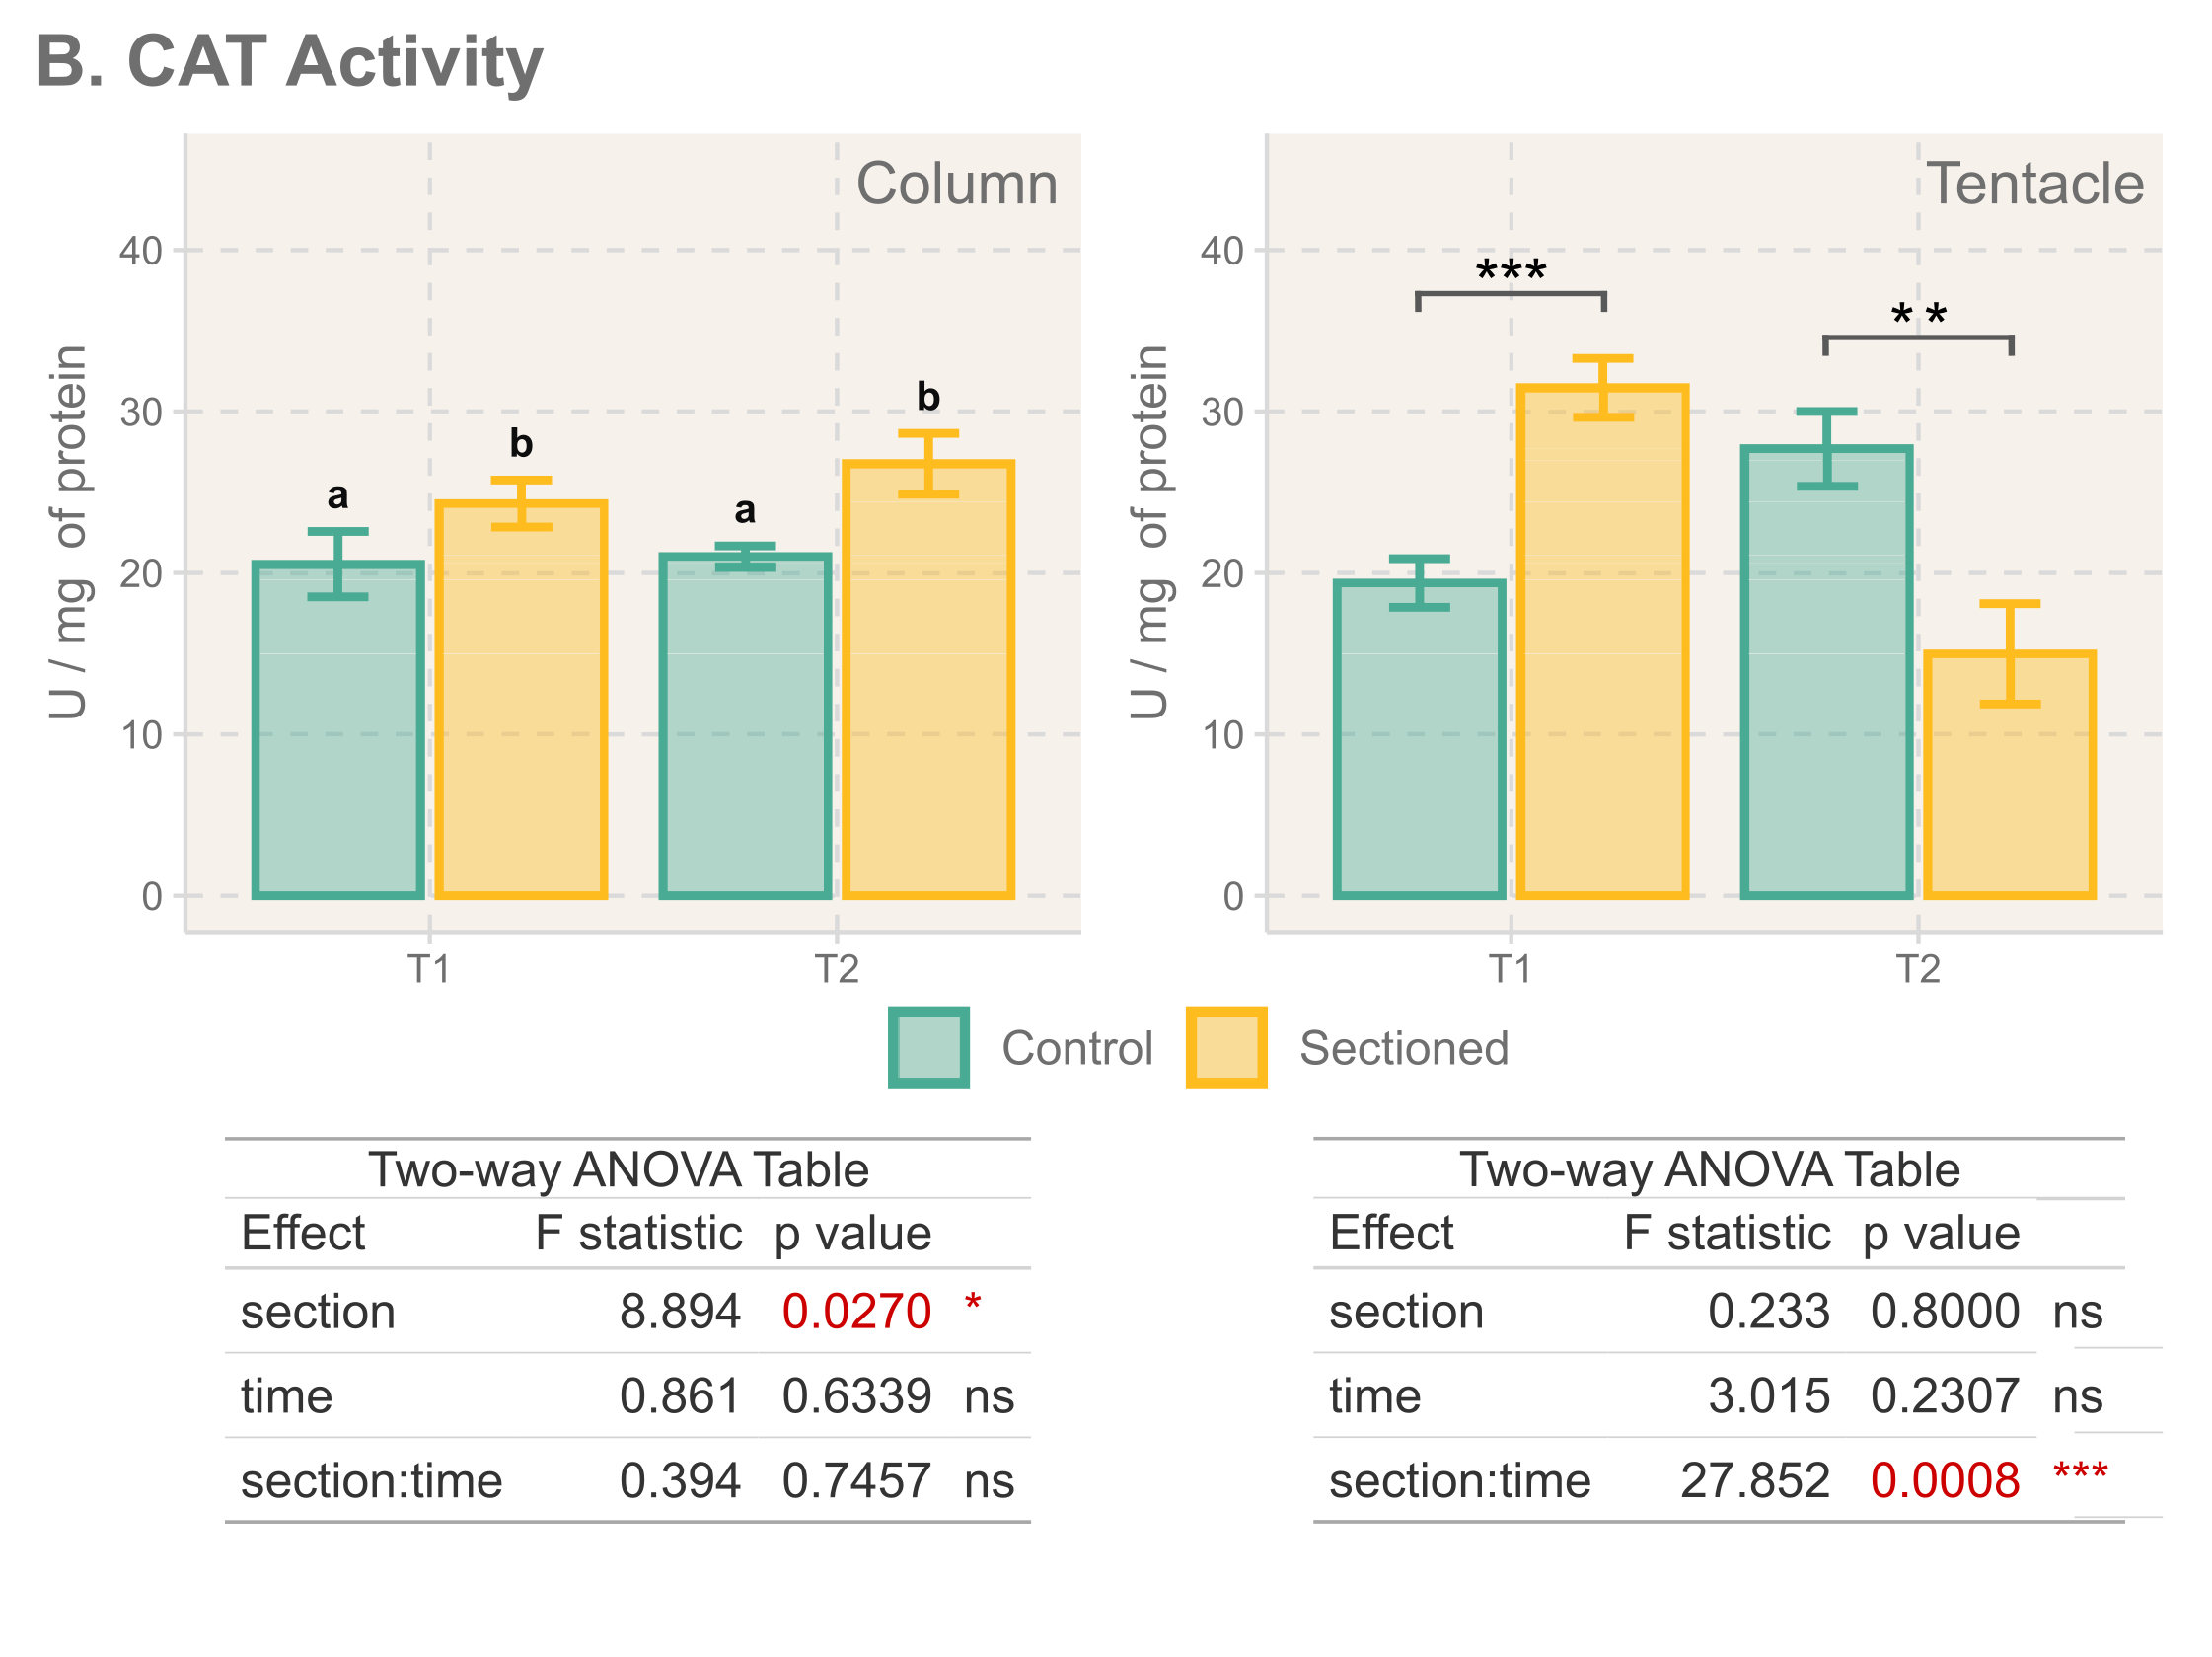 B. CAT Activity
Column
U / mg of protein
40
30
20
10
0
a
b
a
b
T1
T2
Tentacle
U / mg of protein
40
30
20
10
0
***
**
T1
T2
Control
Sectioned
Two-way ANOVA Table
Effect F statistic p value
section 8.894 0.0270 *
time 0.861 0.6339 ns
section:time 0.394 0.7457 ns
Two-way ANOVA Table
Effect F statistic p value
section 0.233 0.8000 ns
time 3.015 0.2307 ns
section:time 27.852 0.0008 ***